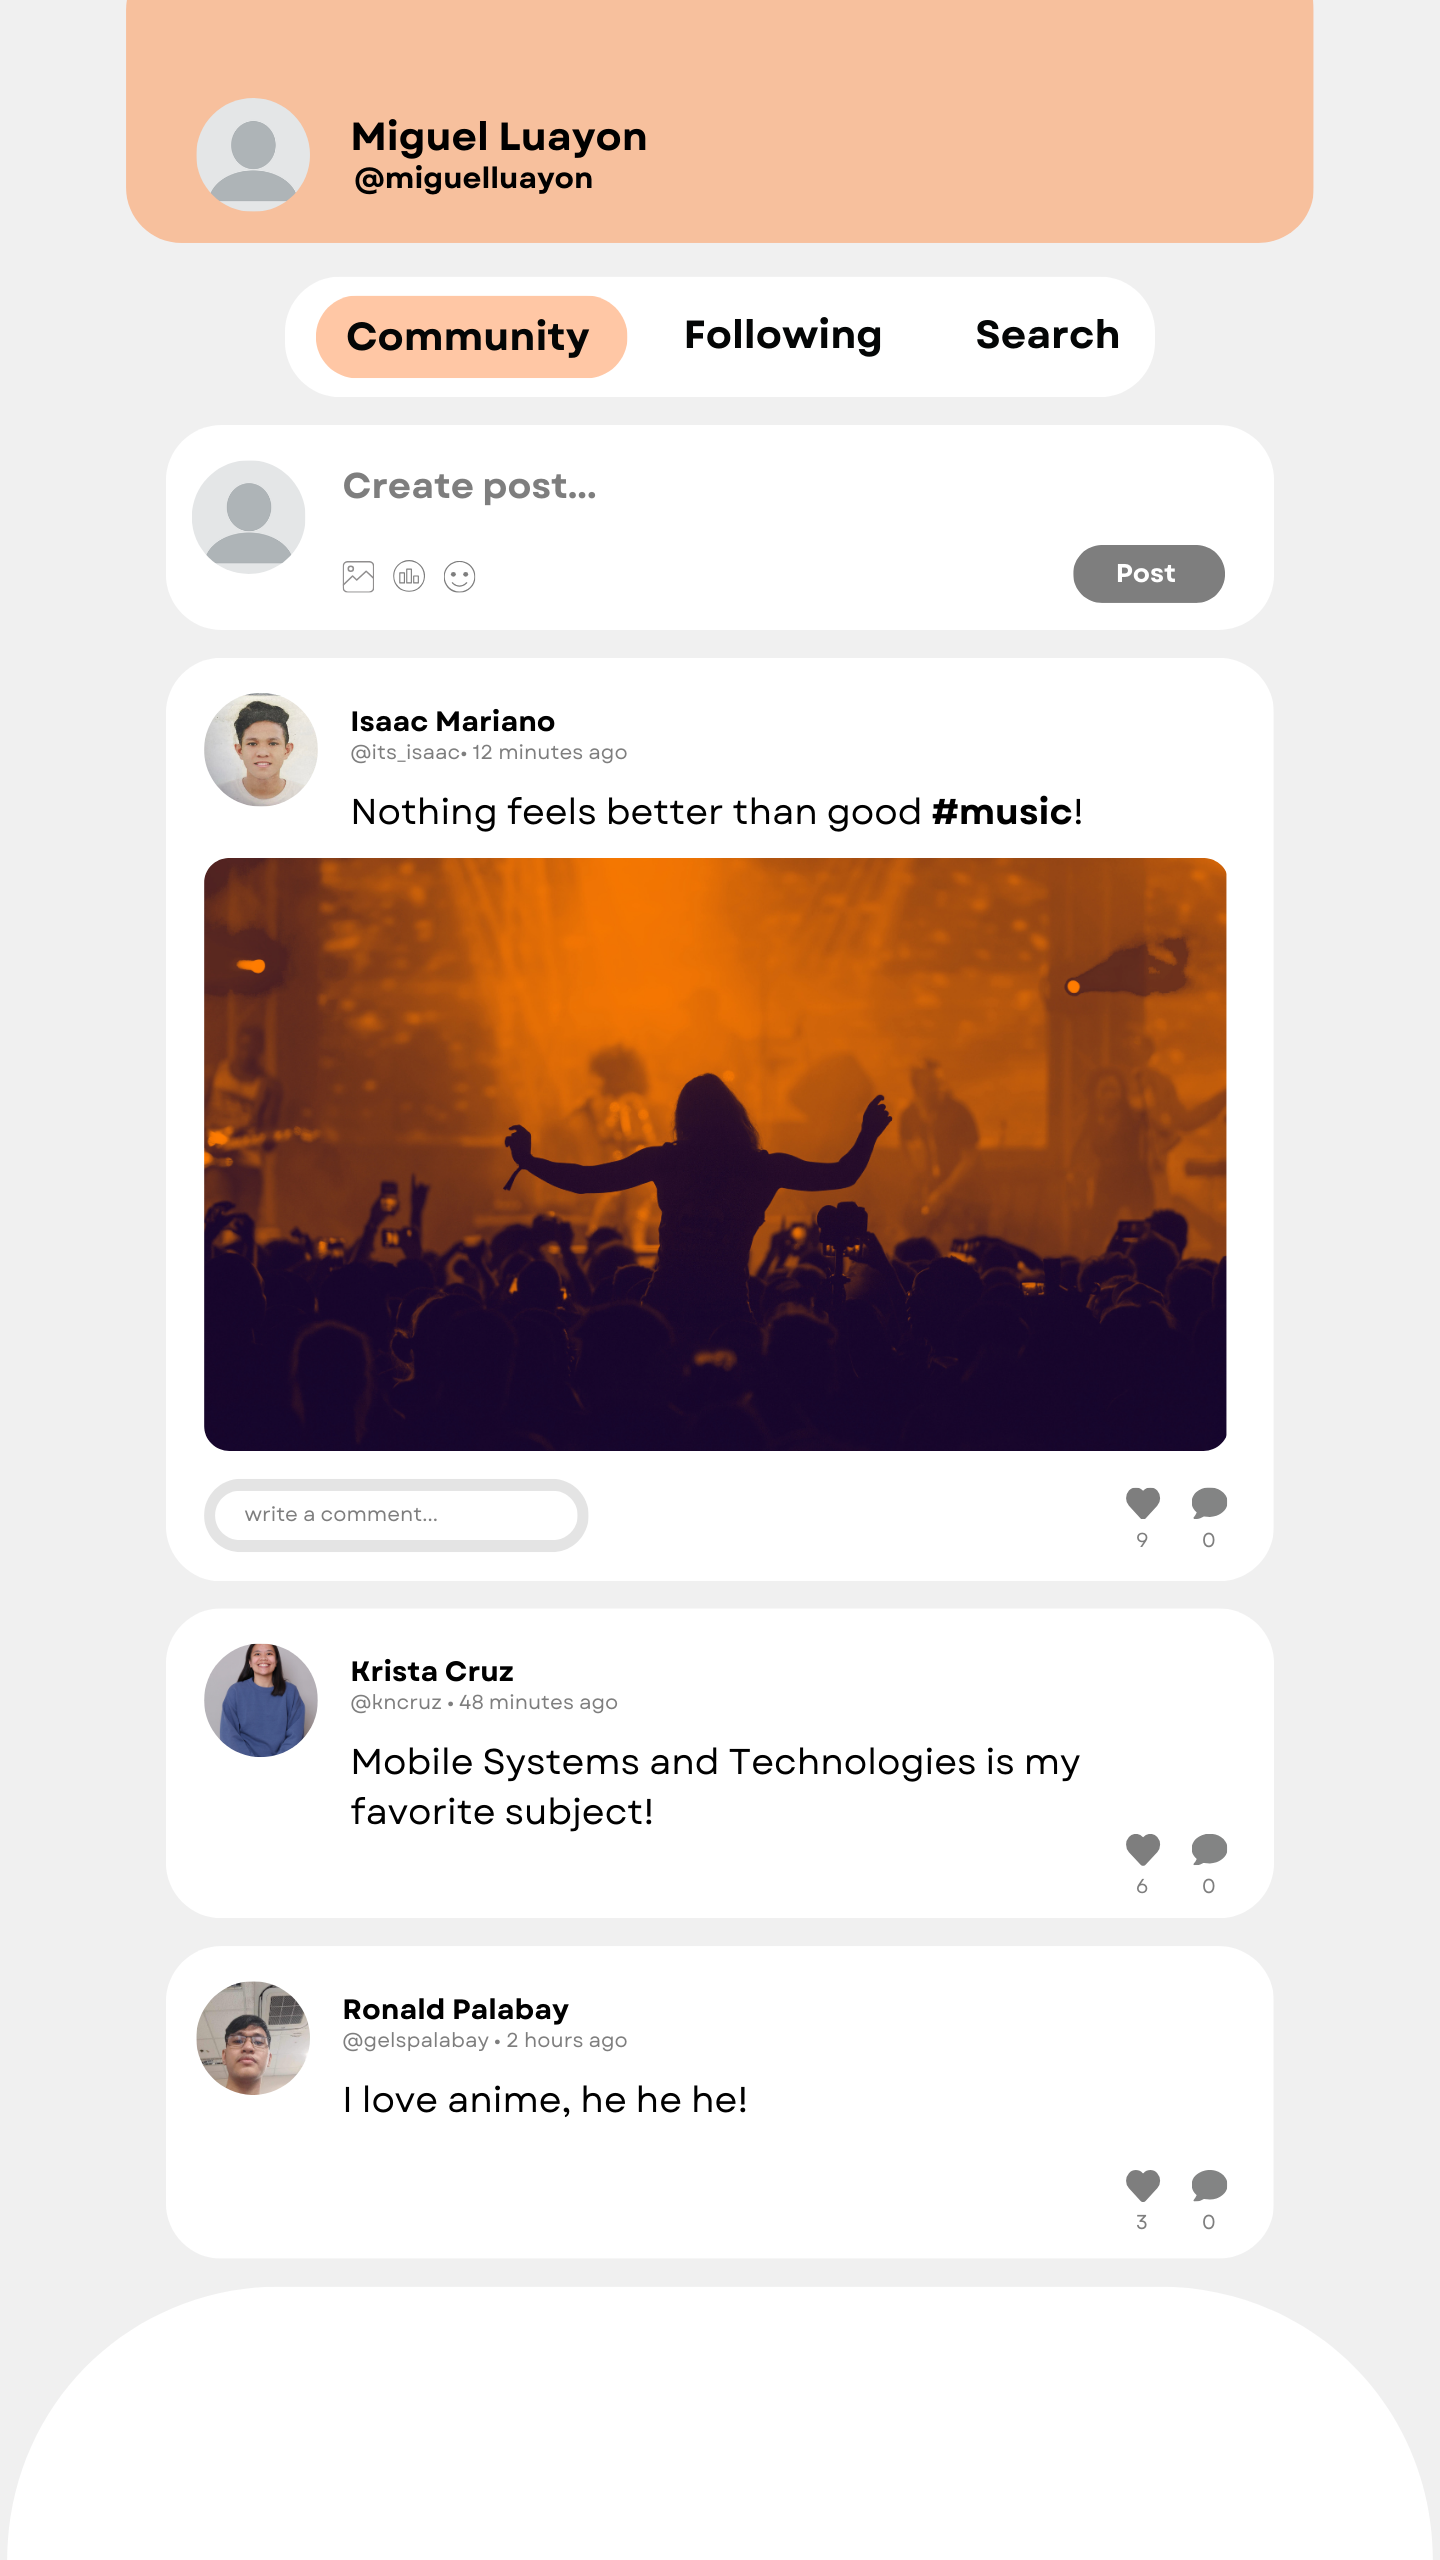 Miguel Luayon
@miguelluayon
Community Following Search
Create post...
Post
Isaac Mariano
@its_isaac• 12 minutes ago
Nothing feels better than good #music!
write a comment...
9 0
Krista Cruz
@kncruz • 48 minutes ago
Mobile Systems and Technologies is my
favorite subject!
6 0
Ronald Palabay
@gelspalabay • 2 hours ago
I love anime, he he he!
3 0